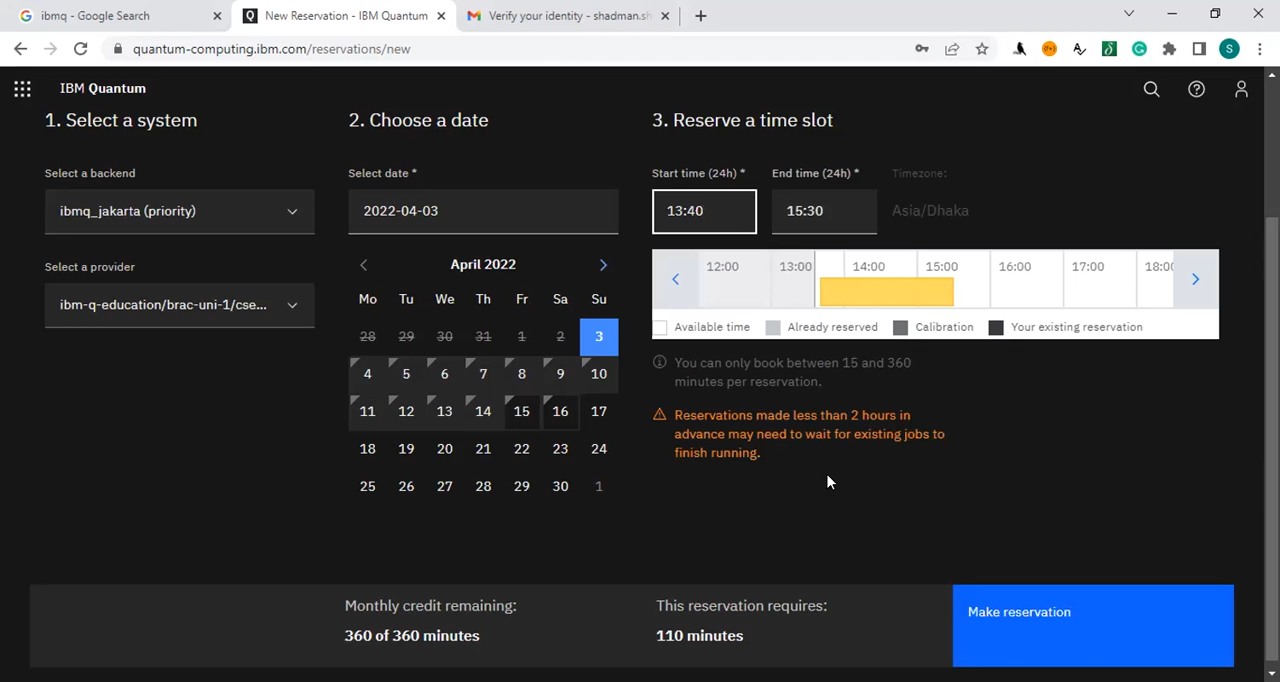 ibmq - Google Search
New Reservation - IBM Quantum
Verify your identity - shadman.sh
quantum-computing.ibm.com/reservations/new
S
IBM Quantum
1. Select a system
2. Choose a date
3. Reserve a time slot
Select a backend
Select date *
Start time (24h) *
End time (24h) *
Timezone:
ibmq_jakarta (priority)
2022-04-03
13:40
15:30
Asia/Dhaka
Select a provider
ibm-q-education/brac-uni-1/cse...
April 2022
Mo Tu We Th Fr Sa Su
28 29 30 31 1 2 3
4 5 6 7 8 9 10
11 12 13 14 15 16 17
18 19 20 21 22 23 24
25 26 27 28 29 30 1
12:00 13:00 14:00 15:00 16:00 17:00 18:0
Available time
Already reserved
Calibration
Your existing reservation
You can only book between 15 and 360
minutes per reservation.
Reservations made less than 2 hours in
advance may need to wait for existing jobs to
finish running.
Monthly credit remaining:
360 of 360 minutes
This reservation requires:
110 minutes
Make reservation